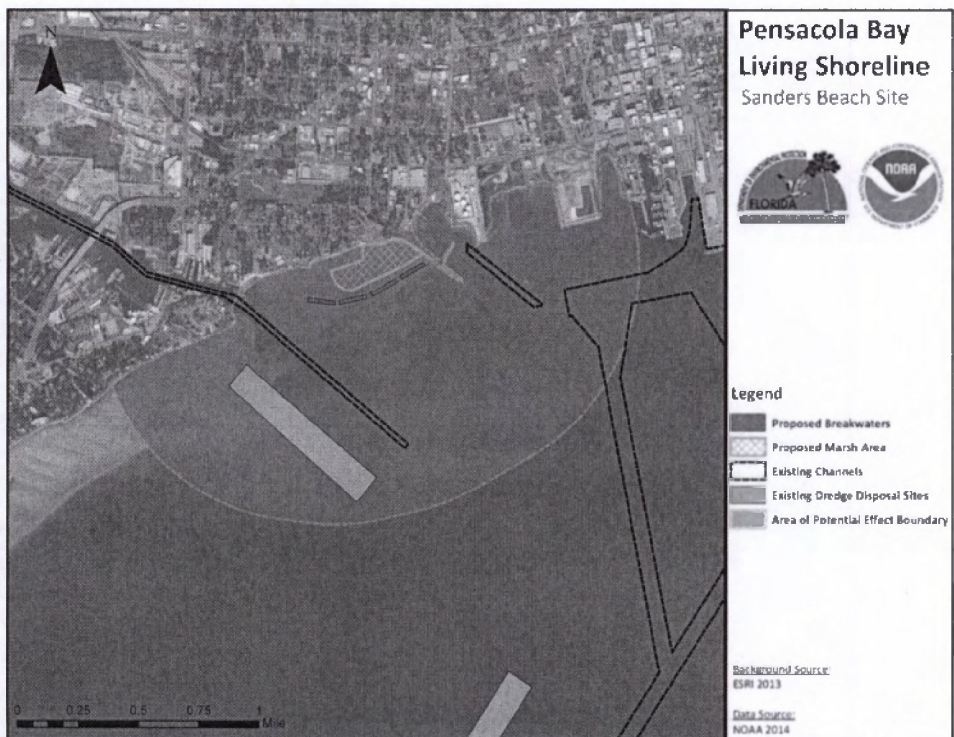 N
0 0.25 0.5 0.75 1
Mile
Pensacola Bay
Living Shoreline
Sanders Beach Site
FLORIDA
NOAA
Legend
Proposed Breakwaters
Proposed Marsh Area
Existing Channels
Existing Dredge Disposal Sites
Area of Potential Effect Boundary
Background Source:
ESRI 2013
Data Source:
NOAA 2014